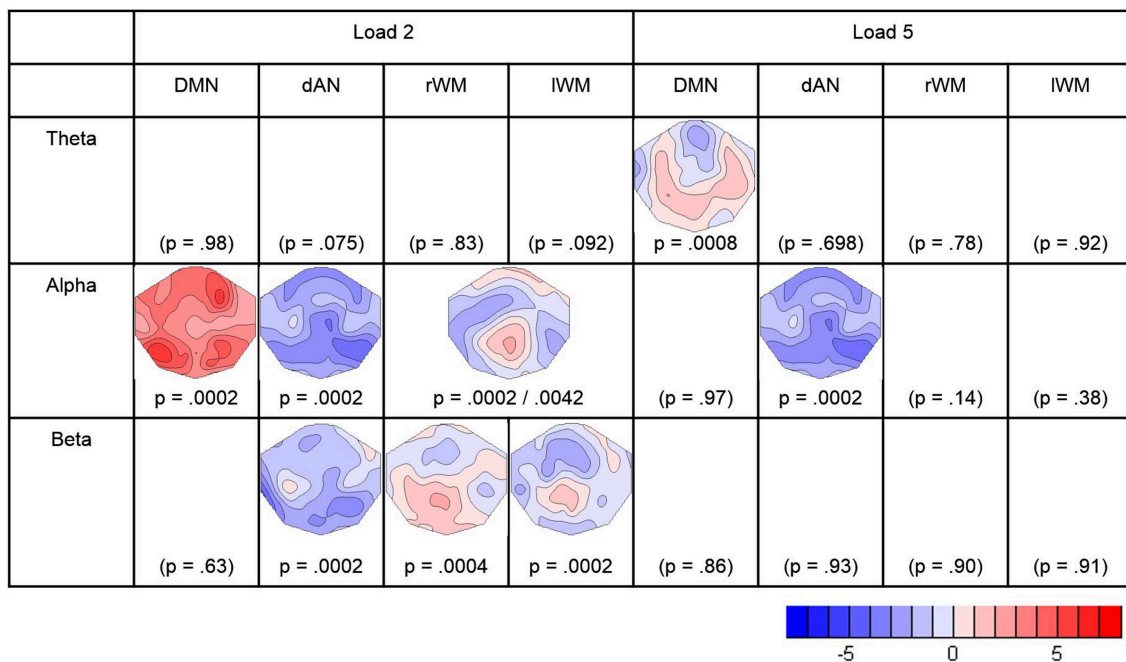 Load 2 Load 5
DMN dAN rWM lWM DMN dAN rWM lWM
Theta
(p = .98) (p = .075) (p = .83) (p = .092) p = .0008 (p = .698) (p = .78) (p = .92)
Alpha
p = .0002 p = .0002 p = .0002 / .0042 (p = .97) p = .0002 (p = .14) (p = .38)
Beta
(p = .63) p = .0002 p = .0004 p = .0002 (p = .86) (p = .93) (p = .90) (p = .91)
-5 0 5